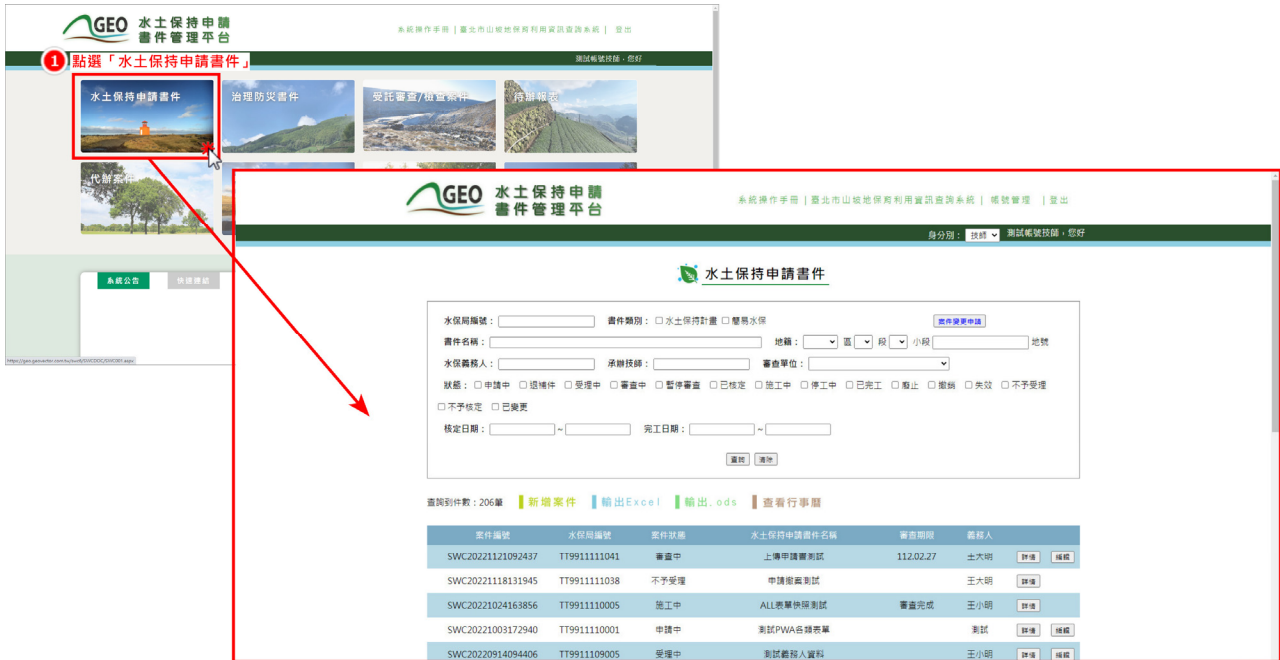 GEO 水土保持申請
書件管理平台
系統操作手冊 | 臺北市山坡地保育利用資訊查詢系統 | 登出
1 點選「水土保持申請書件」
測試帳號技師，您好
水土保持申請書件
治理防災書件
受託審查/檢查案件
待辦報表
代辦案件
系統公告
快速連結
GEO 水土保持申請
書件管理平台
系統操作手冊 | 臺北市山坡地保育利用資訊查詢系統 | 帳號管理 | 登出
身分別： 技師 測試帳號技師，您好
水土保持申請書件
水保局編號： 書件類別： 水土保持計畫 簡易水保 案件變更申請
書件名稱： 地籍： 區 段 小段 地號
水保義務人： 承辦技師： 審查單位：
狀態： 申請中 退補件 受理中 審查中 暫停審查 已核定 施工中 停工中 已完工 廢止 撤銷 失效 不予受理
不予核定 已變更
核定日期： ~ 完工日期： ~
查詢 清除
查詢到件數：206筆 新增案件 輸出Excel 輸出.ods 查看行事曆
案件編號 水保局編號 案件狀態 水土保持申請書件名稱 審查期限 義務人
SWC20221121092437 TT9911111041 審查中 上傳申請書測試 112.02.27 王大明 詳情 編輯
SWC20221118131945 TT9911111038 不予受理 申請撤案測試 王大明 詳情
SWC20221024163856 TT9911110005 施工中 ALL表單快照測試 審查完成 王小明 詳情
SWC20221003172940 TT9911110001 申請中 測試PWA各類表單 測試 詳情 編輯
SWC20220914094406 TT9911109005 受理中 測試義務人資料 王小明 詳情 編輯